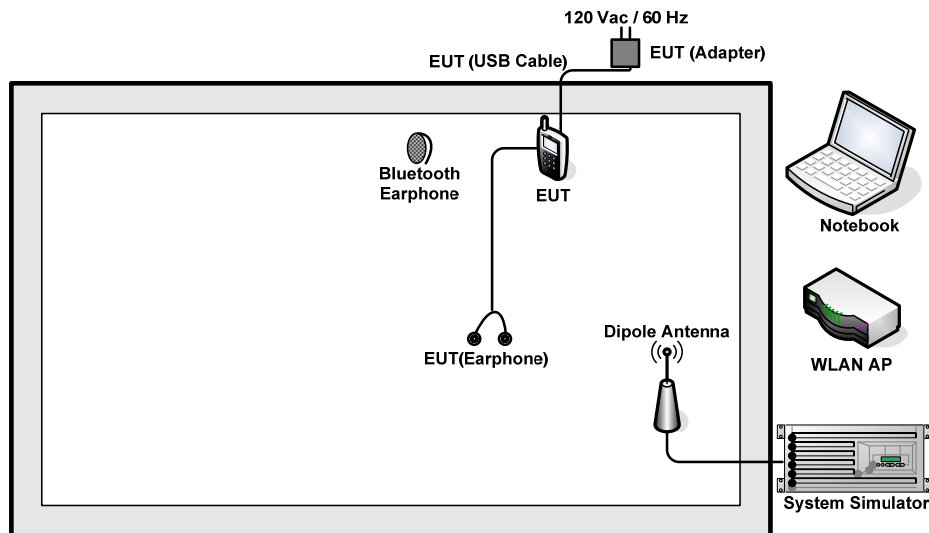 120 Vac / 60 Hz
EUT (USB Cable)
EUT (Adapter)
Bluetooth
Earphone
EUT
Notebook
Dipole Antenna
EUT(Earphone)
WLAN AP
System Simulator